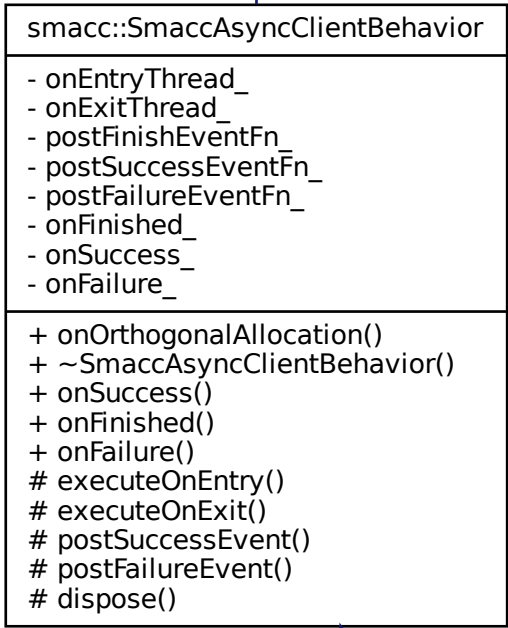 smacc::SmaccAsyncClientBehavior
- onEntryThread_
- onExitThread_
- postFinishEventFn_
- postSuccessEventFn_
- postFailureEventFn_
- onFinished_
- onSuccess_
- onFailure_
+ onOrthogonalAllocation()
+ ~SmaccAsyncClientBehavior()
+ onSuccess()
+ onFinished()
+ onFailure()
# executeOnEntry()
# executeOnExit()
# postSuccessEvent()
# postFailureEvent()
# dispose()